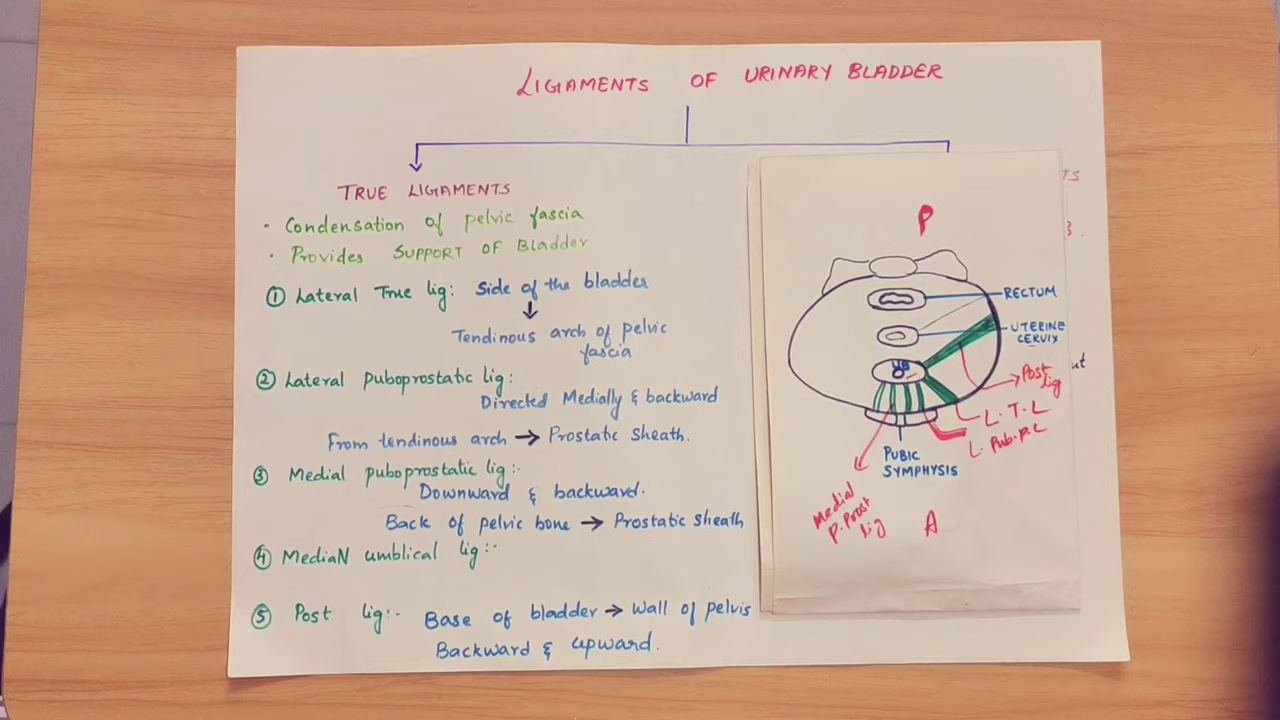 LIGAMENTS OF URINARY BLADDER
TRUE LIGAMENTS
• Condensation of pelvic fascia
• Provides SUPPORT OF Bladder
① Lateral True lig: Side of the bladder
Tendinous arch of pelvic
fascia
② Lateral puboprostatic lig:
Directed Medially & backward
From tendinous arch → Prostatic Sheath.
③ Medial puboprostatic lig:-
Downward & backward.
Back of pelvic bone → Prostatic Sheath
④ MediaN umblical lig:-
⑤ Post lig:- Base of bladder → Wall of pelvis
Backward & upward.
P
RECTUM
UTERINE
CERVIX
UB
Post
lig
L. T. L
L. Pub. P. L
PUBIC
SYMPHYSIS
Medial
P. Prost
lig
A
TS